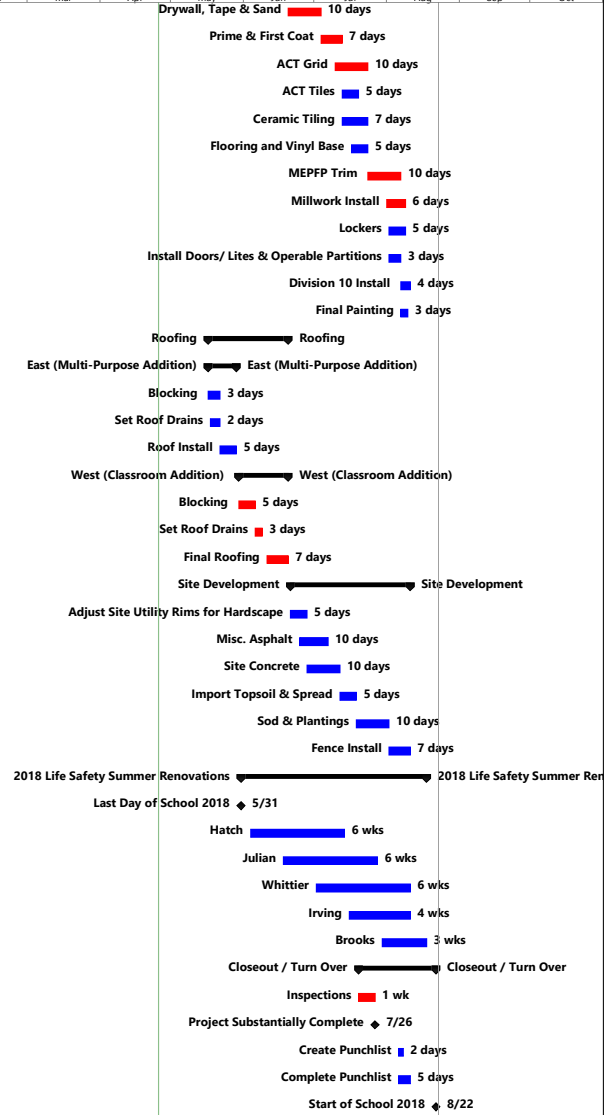 Mar Apr May Jun Jul Aug Sep Oct
Drywall, Tape & Sand 10 days
Prime & First Coat 7 days
ACT Grid 10 days
ACT Tiles 5 days
Ceramic Tiling 7 days
Flooring and Vinyl Base 5 days
MEPFP Trim 10 days
Millwork Install 6 days
Lockers 5 days
Install Doors/ Lites & Operable Partitions 3 days
Division 10 Install 4 days
Final Painting 3 days
Roofing Roofing
East (Multi-Purpose Addition) East (Multi-Purpose Addition)
Blocking 3 days
Set Roof Drains 2 days
Roof Install 5 days
West (Classroom Addition) West (Classroom Addition)
Blocking 5 days
Set Roof Drains 3 days
Final Roofing 7 days
Site Development Site Development
Adjust Site Utility Rims for Hardscape 5 days
Misc. Asphalt 10 days
Site Concrete 10 days
Import Topsoil & Spread 5 days
Sod & Plantings 10 days
Fence Install 7 days
2018 Life Safety Summer Renovations 2018 Life Safety Summer Ren
Last Day of School 2018 5/31
Hatch 6 wks
Julian 6 wks
Whittier 6 wks
Irving 4 wks
Brooks 3 wks
Closeout / Turn Over Closeout / Turn Over
Inspections 1 wk
Project Substantially Complete 7/26
Create Punchlist 2 days
Complete Punchlist 5 days
Start of School 2018 8/22